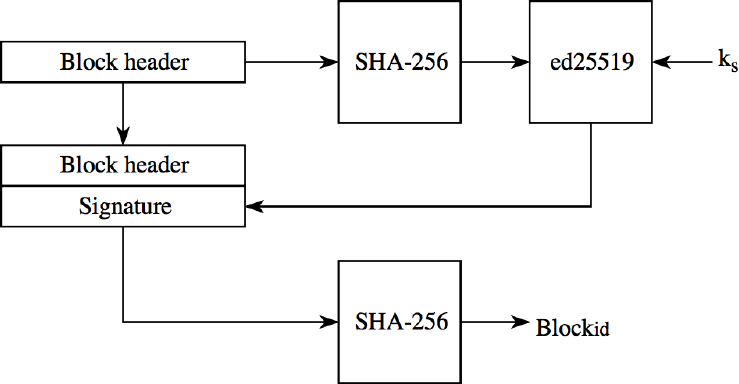 Block header
SHA-256
ed25519
ks
Block header
Signature
SHA-256
Blockid